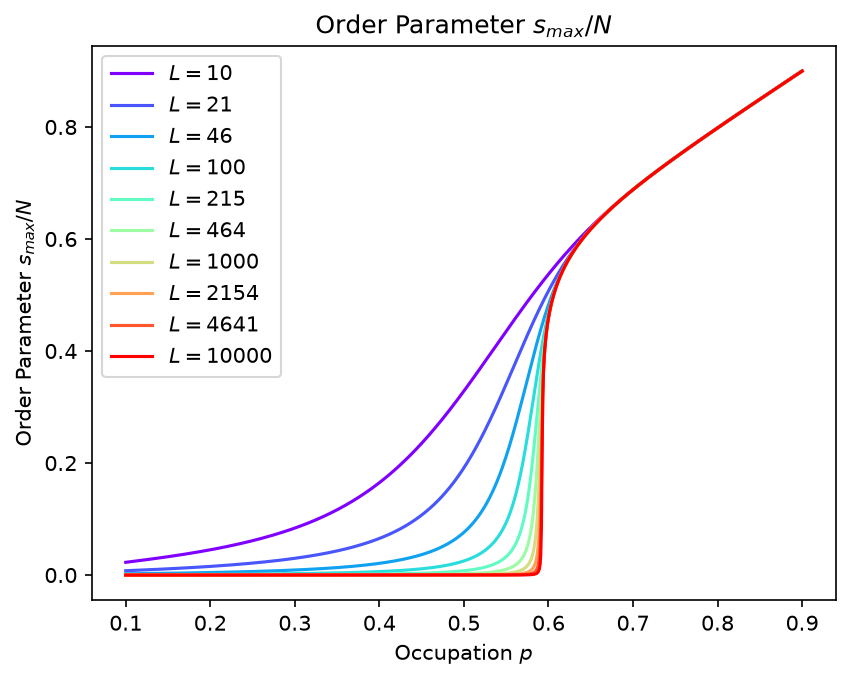 Order Parameter s_max/N
L = 10
L = 21
L = 46
L = 100
L = 215
L = 464
L = 1000
L = 2154
L = 4641
L = 10000
Order Parameter s_max/N
0.8
0.6
0.4
0.2
0.0
0.1 0.2 0.3 0.4 0.5 0.6 0.7 0.8 0.9
Occupation p